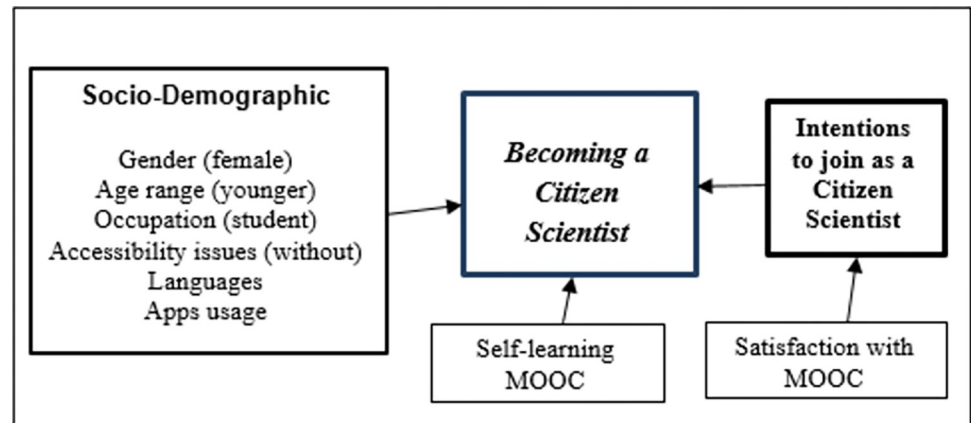 Socio-Demographic
Gender (female)
Age range (younger)
Occupation (student)
Accessibility issues (without)
Languages
Apps usage
Becoming a
Citizen
Scientist
Intentions
to join as a
Citizen
Scientist
Self-learning
MOOC
Satisfaction with
MOOC